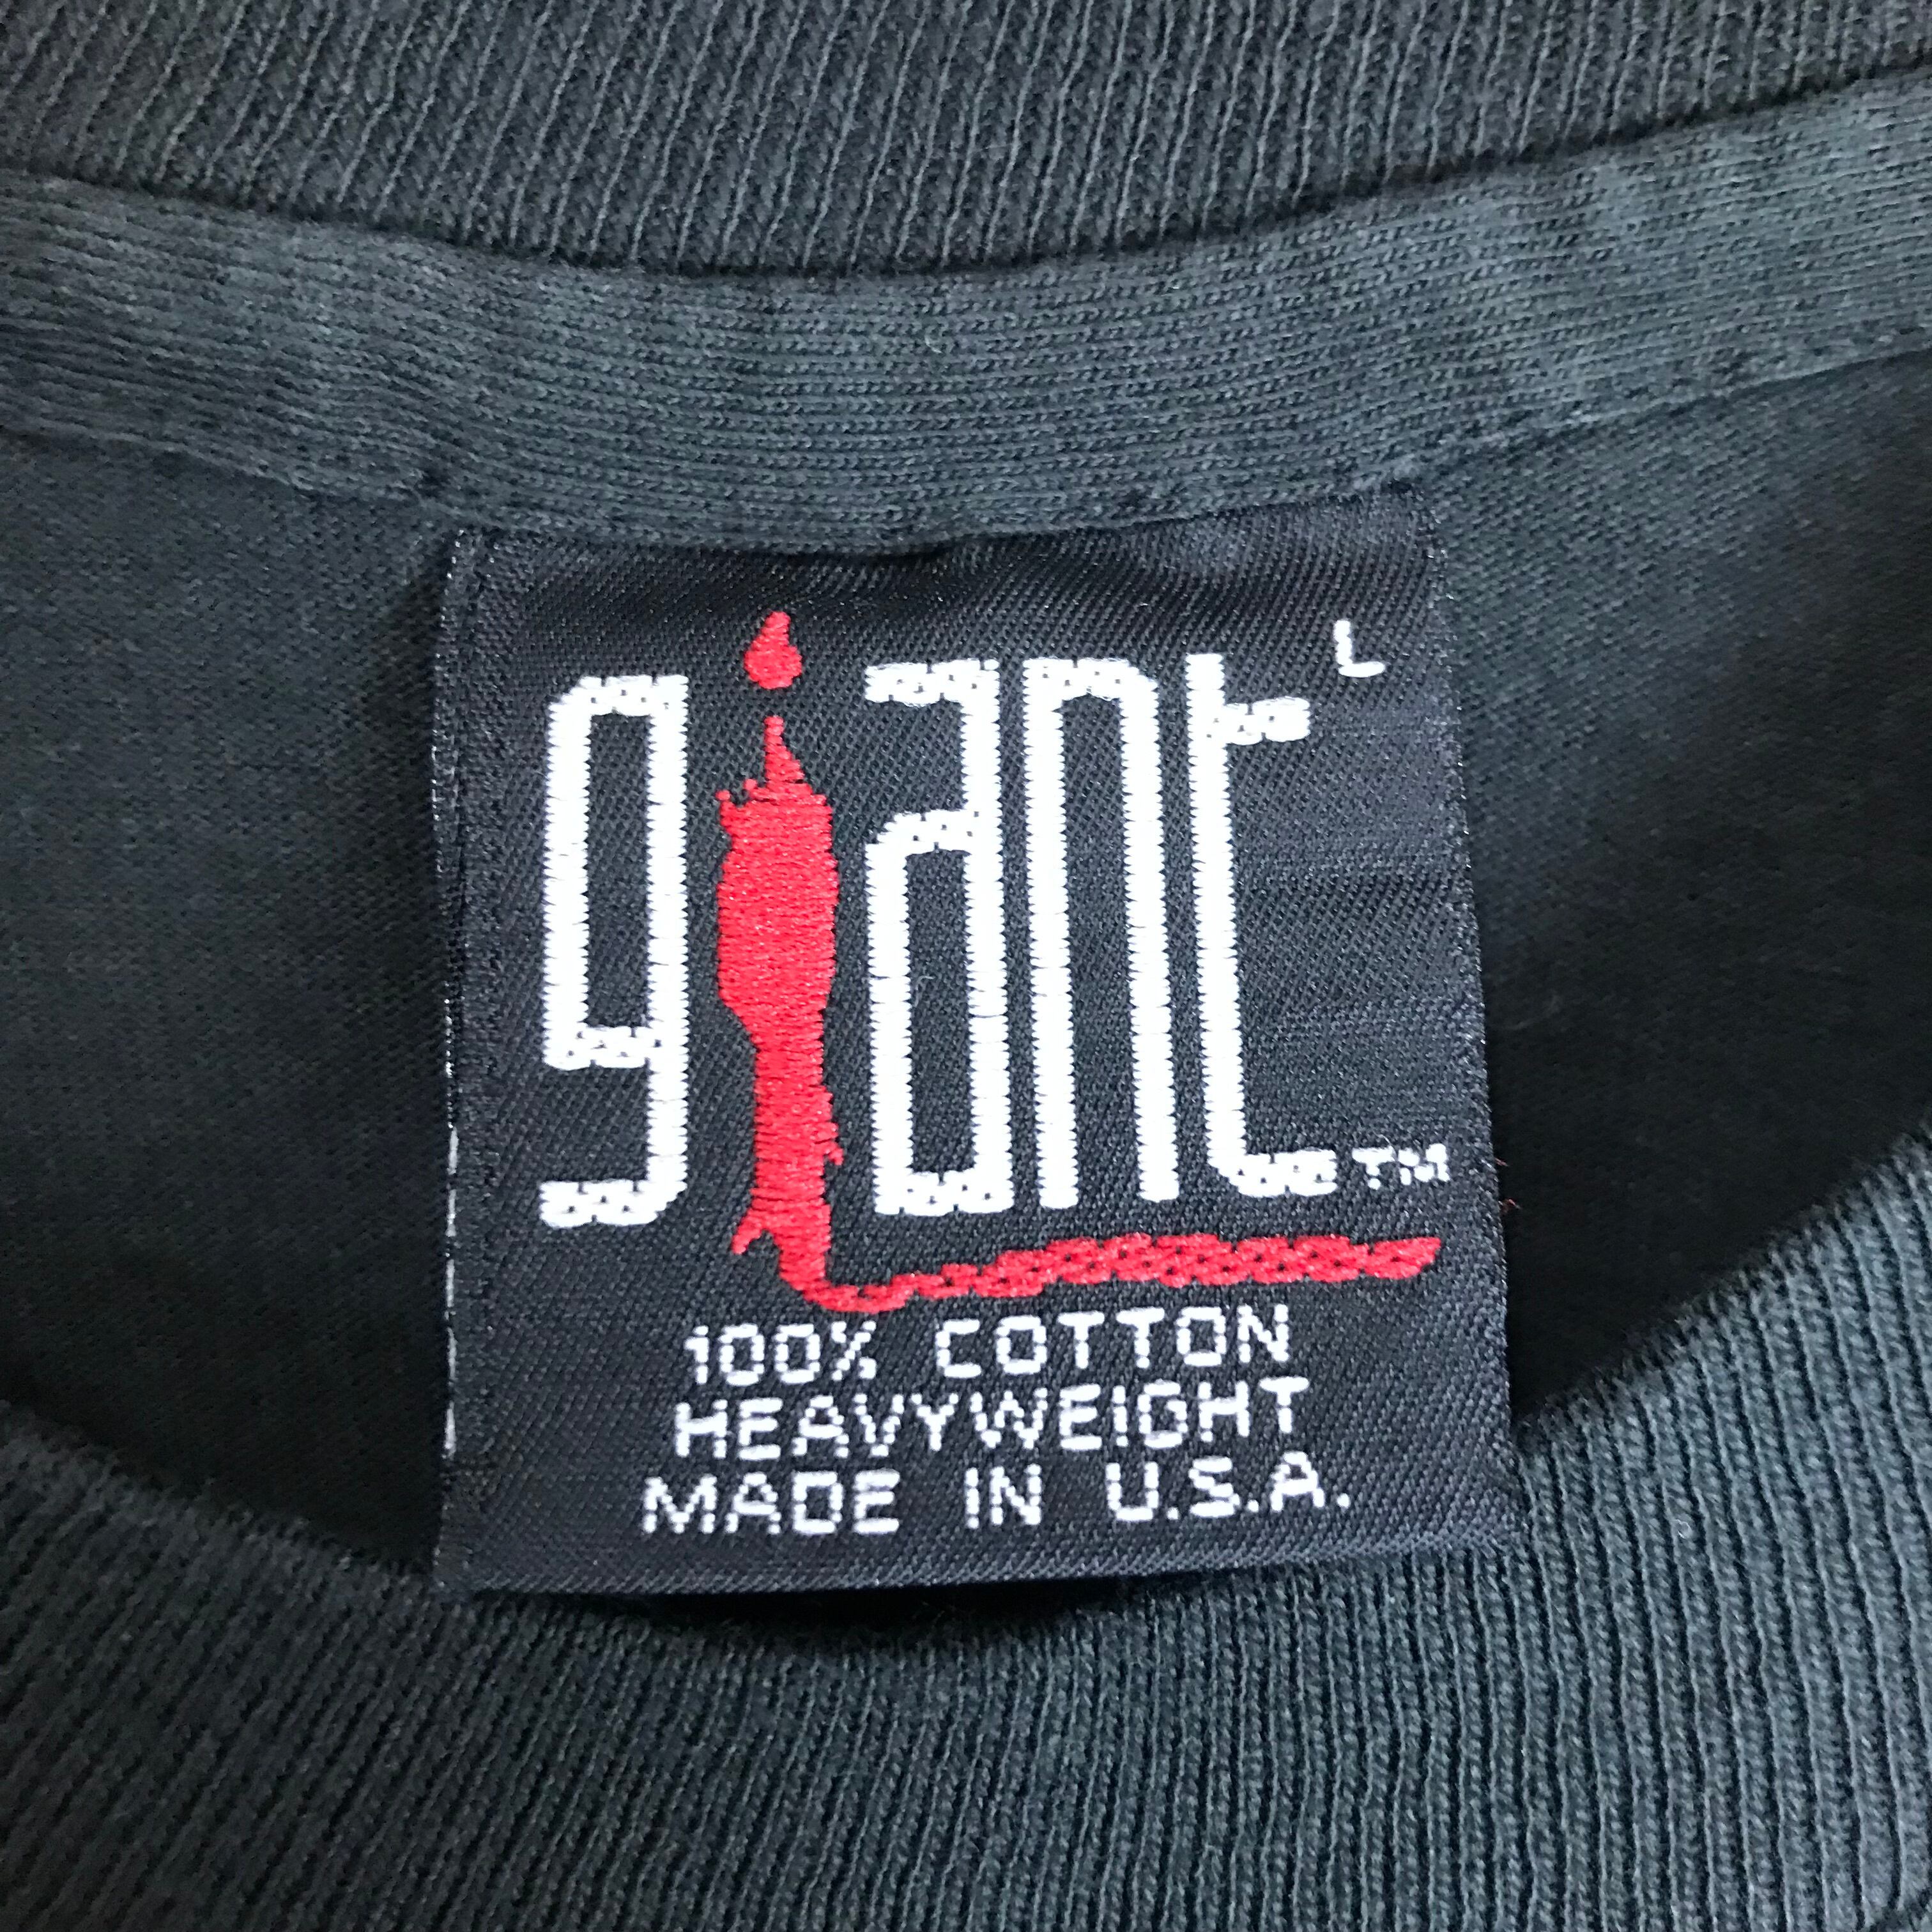 L
giant
TM
100% COTTON
HEAVYWEIGHT
MADE IN U.S.A.